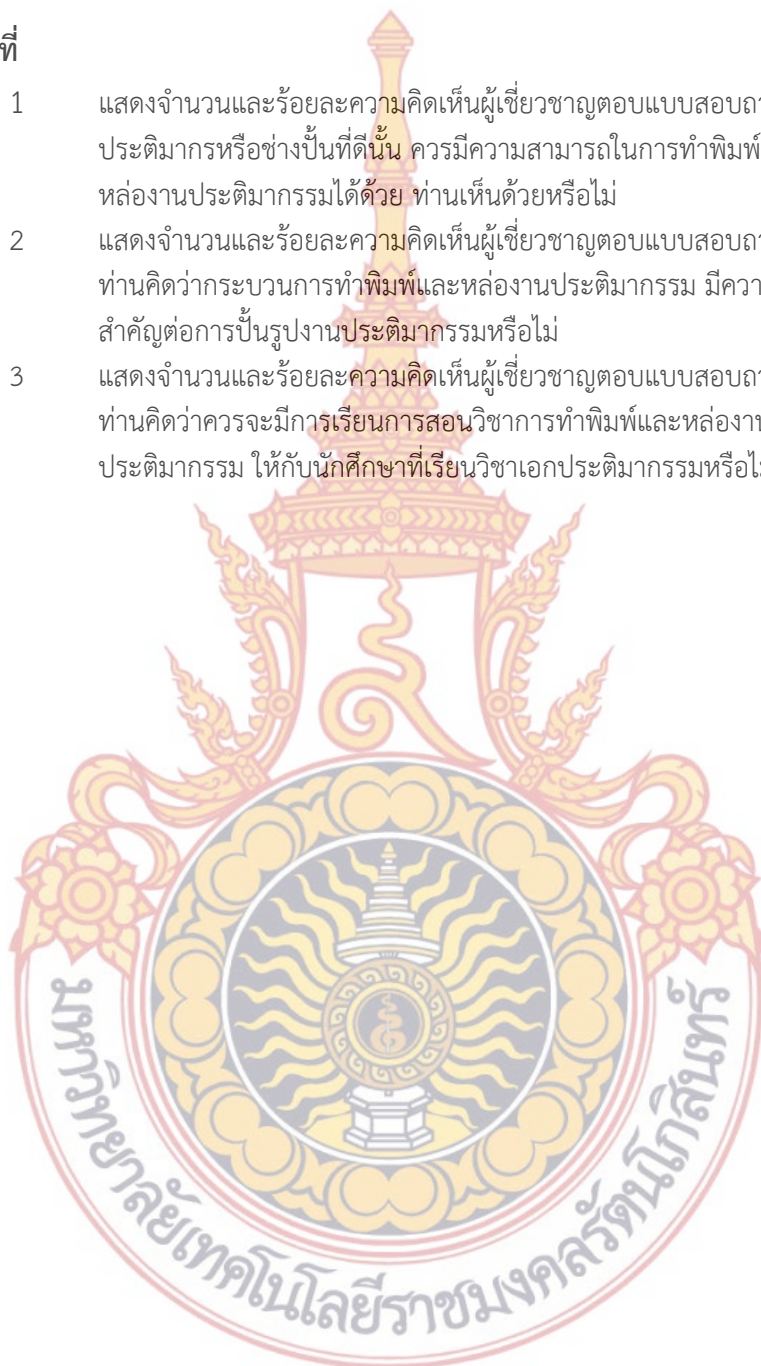 ที่
1 แสดงจำนวนและร้อยละความคิดเห็นผู้เชี่ยวชาญตอบแบบสอบ
ประติมากรหรือช่างปั้นที่ดีนั้น ควรมีความสามารถในการทำพิมพ์
หล่องานประติมากรรมได้ด้วย ท่านเห็นด้วยหรือไม่
2 แสดงจำนวนและร้อยละความคิดเห็นผู้เชี่ยวชาญตอบแบบสอบ
ท่านคิดว่ากระบวนการทำพิมพ์และหล่องานประติมากรรม มีควา
สำคัญต่อการปั้นรูปงานประติมากรรมหรือไม่
3 แสดงจำนวนและร้อยละความคิดเห็นผู้เชี่ยวชาญตอบแบบสอบ
ท่านคิดว่าควรจะมีการเรียนการสอนวิชาการทำพิมพ์และหล่องาน
ประติมากรรม ให้กับนักศึกษาที่เรียนวิชาเอกประติมากรรมหรือไ
มหาวิทยาลัยเทคโนโลยีราชมงคลรัตนโกสินทร์